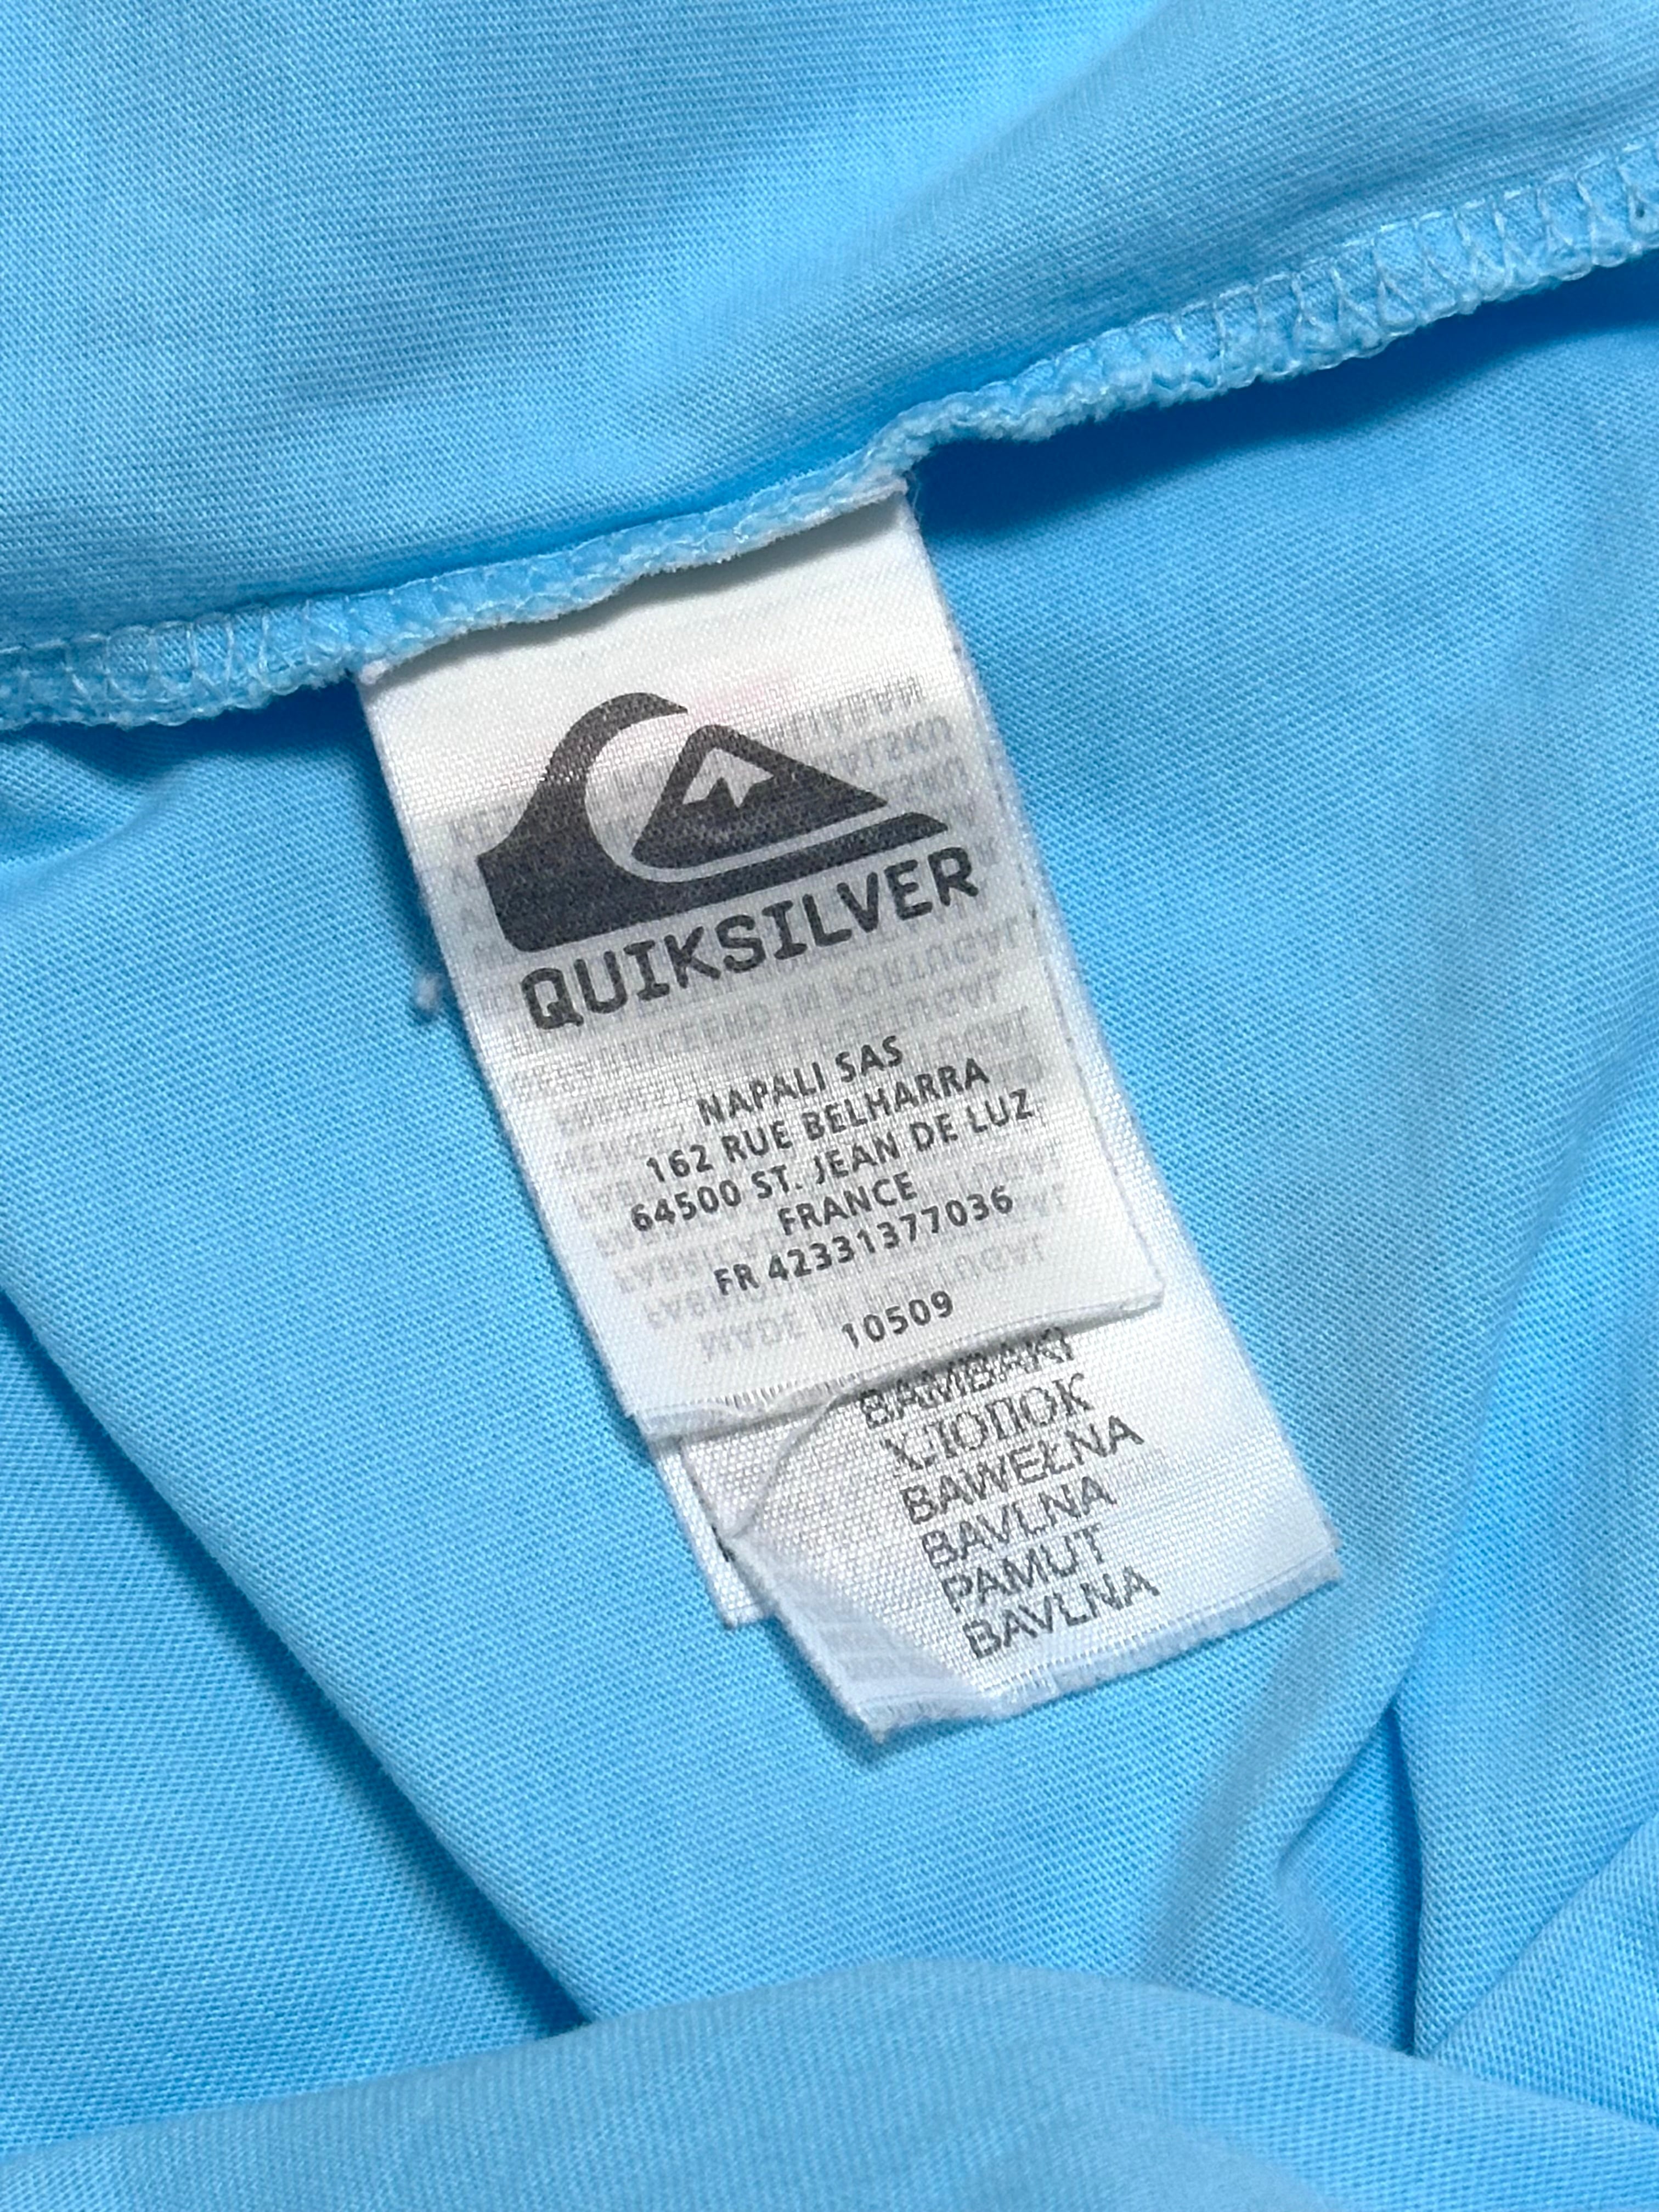 QUIKSILVER
NAPALI SAS
162 RUE BELHARRA
64500 ST. JEAN DE LUZ
FRANCE
FR 42331377036
10509
BAMBAKI
ХЛОПОК
BAWEŁNA
BAVLNA
PAMUT
BAVLNA